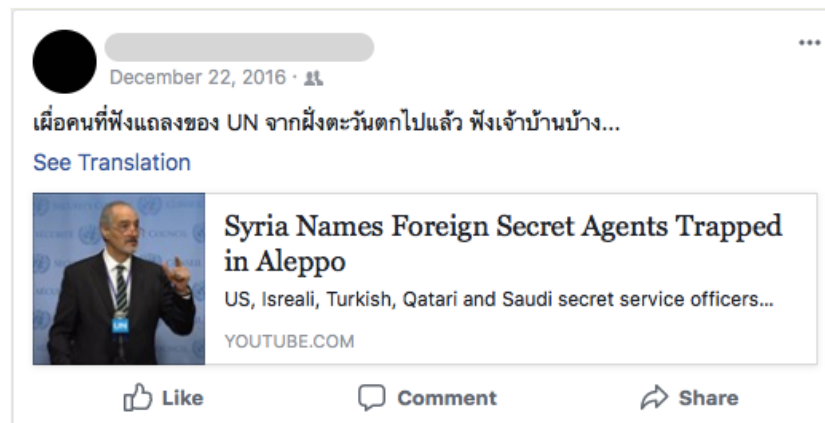 December 22, 2016 ·
เผื่อคนที่ฟังแถลงของ UN จากฝั่งตะวันตกไปแล้ว ฟังเจ้าบ้านบ้าง...
See Translation
Syria Names Foreign Secret Agents Trapped
in Aleppo
US, Isreali, Turkish, Qatari and Saudi secret service officers...
YOUTUBE.COM
UN
Like Comment Share